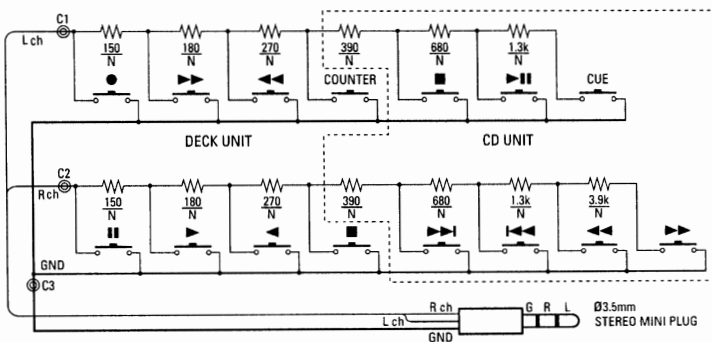 C1
L ch
150 180 270 390 680 1.3k
N N N N N N
● ▶▶ ◀◀ COUNTER ■ ▶▮▮ CUE
DECK UNIT CD UNIT
C2
R ch
150 180 270 390 680 1.3k 3.9k
N N N N N N N
▮▮ ▶ ◀ ■ ▶▶| |◀◀ ◀◀ ▶▶
GND
C3
R ch G R L Ø3.5mm
L ch STEREO MINI PLUG
GND